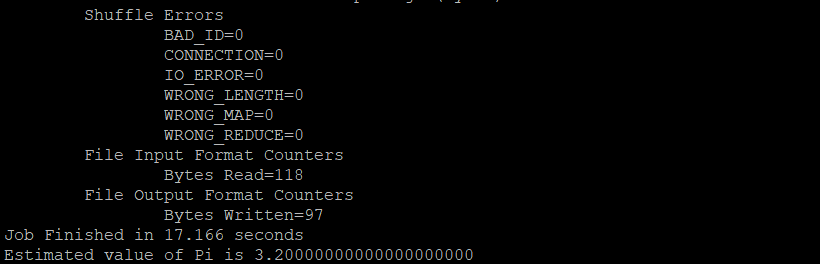 Shuffle Errors
BAD_ID=0
CONNECTION=0
IO_ERROR=0
WRONG_LENGTH=0
WRONG_MAP=0
WRONG_REDUCE=0
File Input Format Counters
Bytes Read=118
File Output Format Counters
Bytes Written=97
Job Finished in 17.166 seconds
Estimated value of Pi is 3.20000000000000000000